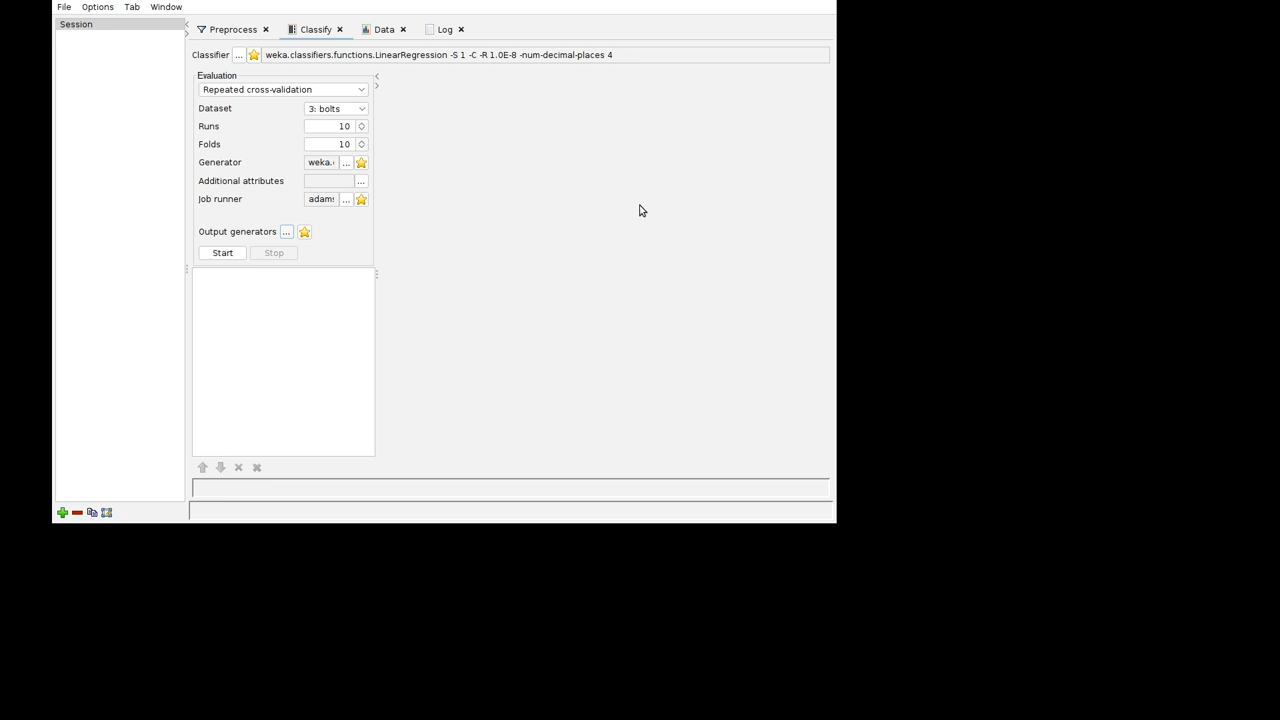 File Options Tab Window
Session
Preprocess Classify Data Log
Classifier ... weka.classifiers.functions.LinearRegression -S 1 -C -R 1.0E-8 -num-decimal-places 4
Evaluation
Repeated cross-validation
Dataset 3: bolts
Runs 10
Folds 10
Generator weka. ...
Additional attributes ...
Job runner adam ...
Output generators ...
Start Stop